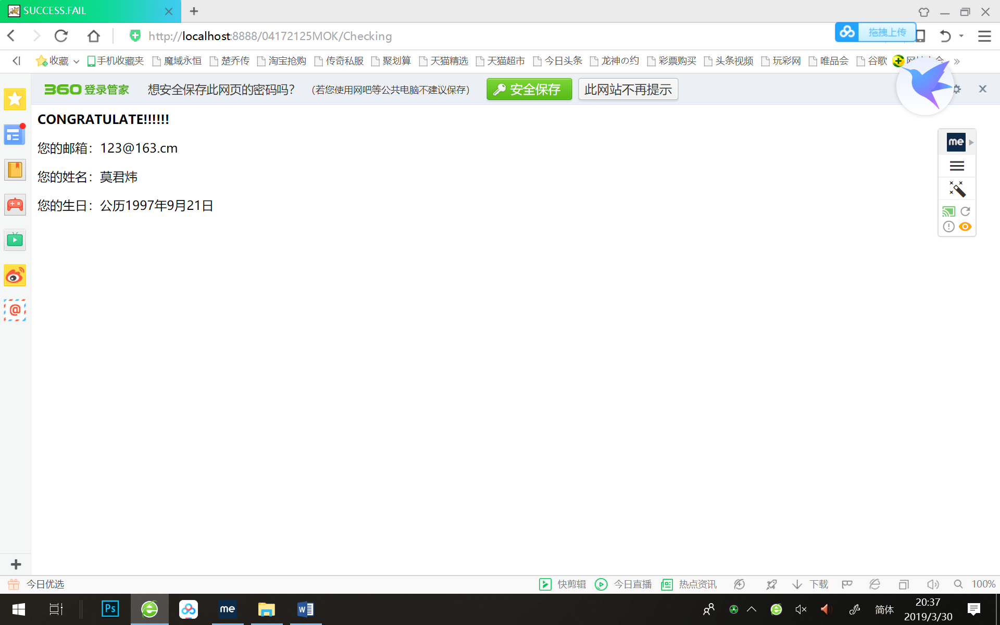 SUCCESS.FAIL
http://localhost:8888/04172125MOK/Checking
拖拽上传
收藏 手机收藏夹 魔域永恒 楚乔传 淘宝抢购 传奇私服 聚划算 天猫精选 天猫超市 今日头条 龙神の约 彩票购买 头条视频 玩彩网 唯品会 谷歌
360 登录管家 想安全保存此网页的密码吗？ （若您使用网吧等公共电脑不建议保存） 安全保存 此网站不再提示
CONGRATULATE!!!!!!
您的邮箱：123@163.cm
me
您的姓名：莫君炜
您的生日：公历1997年9月21日
今日优选 快剪辑 今日直播 热点资讯 下载 100%
Ps me W 简体 20:37
2019/3/30